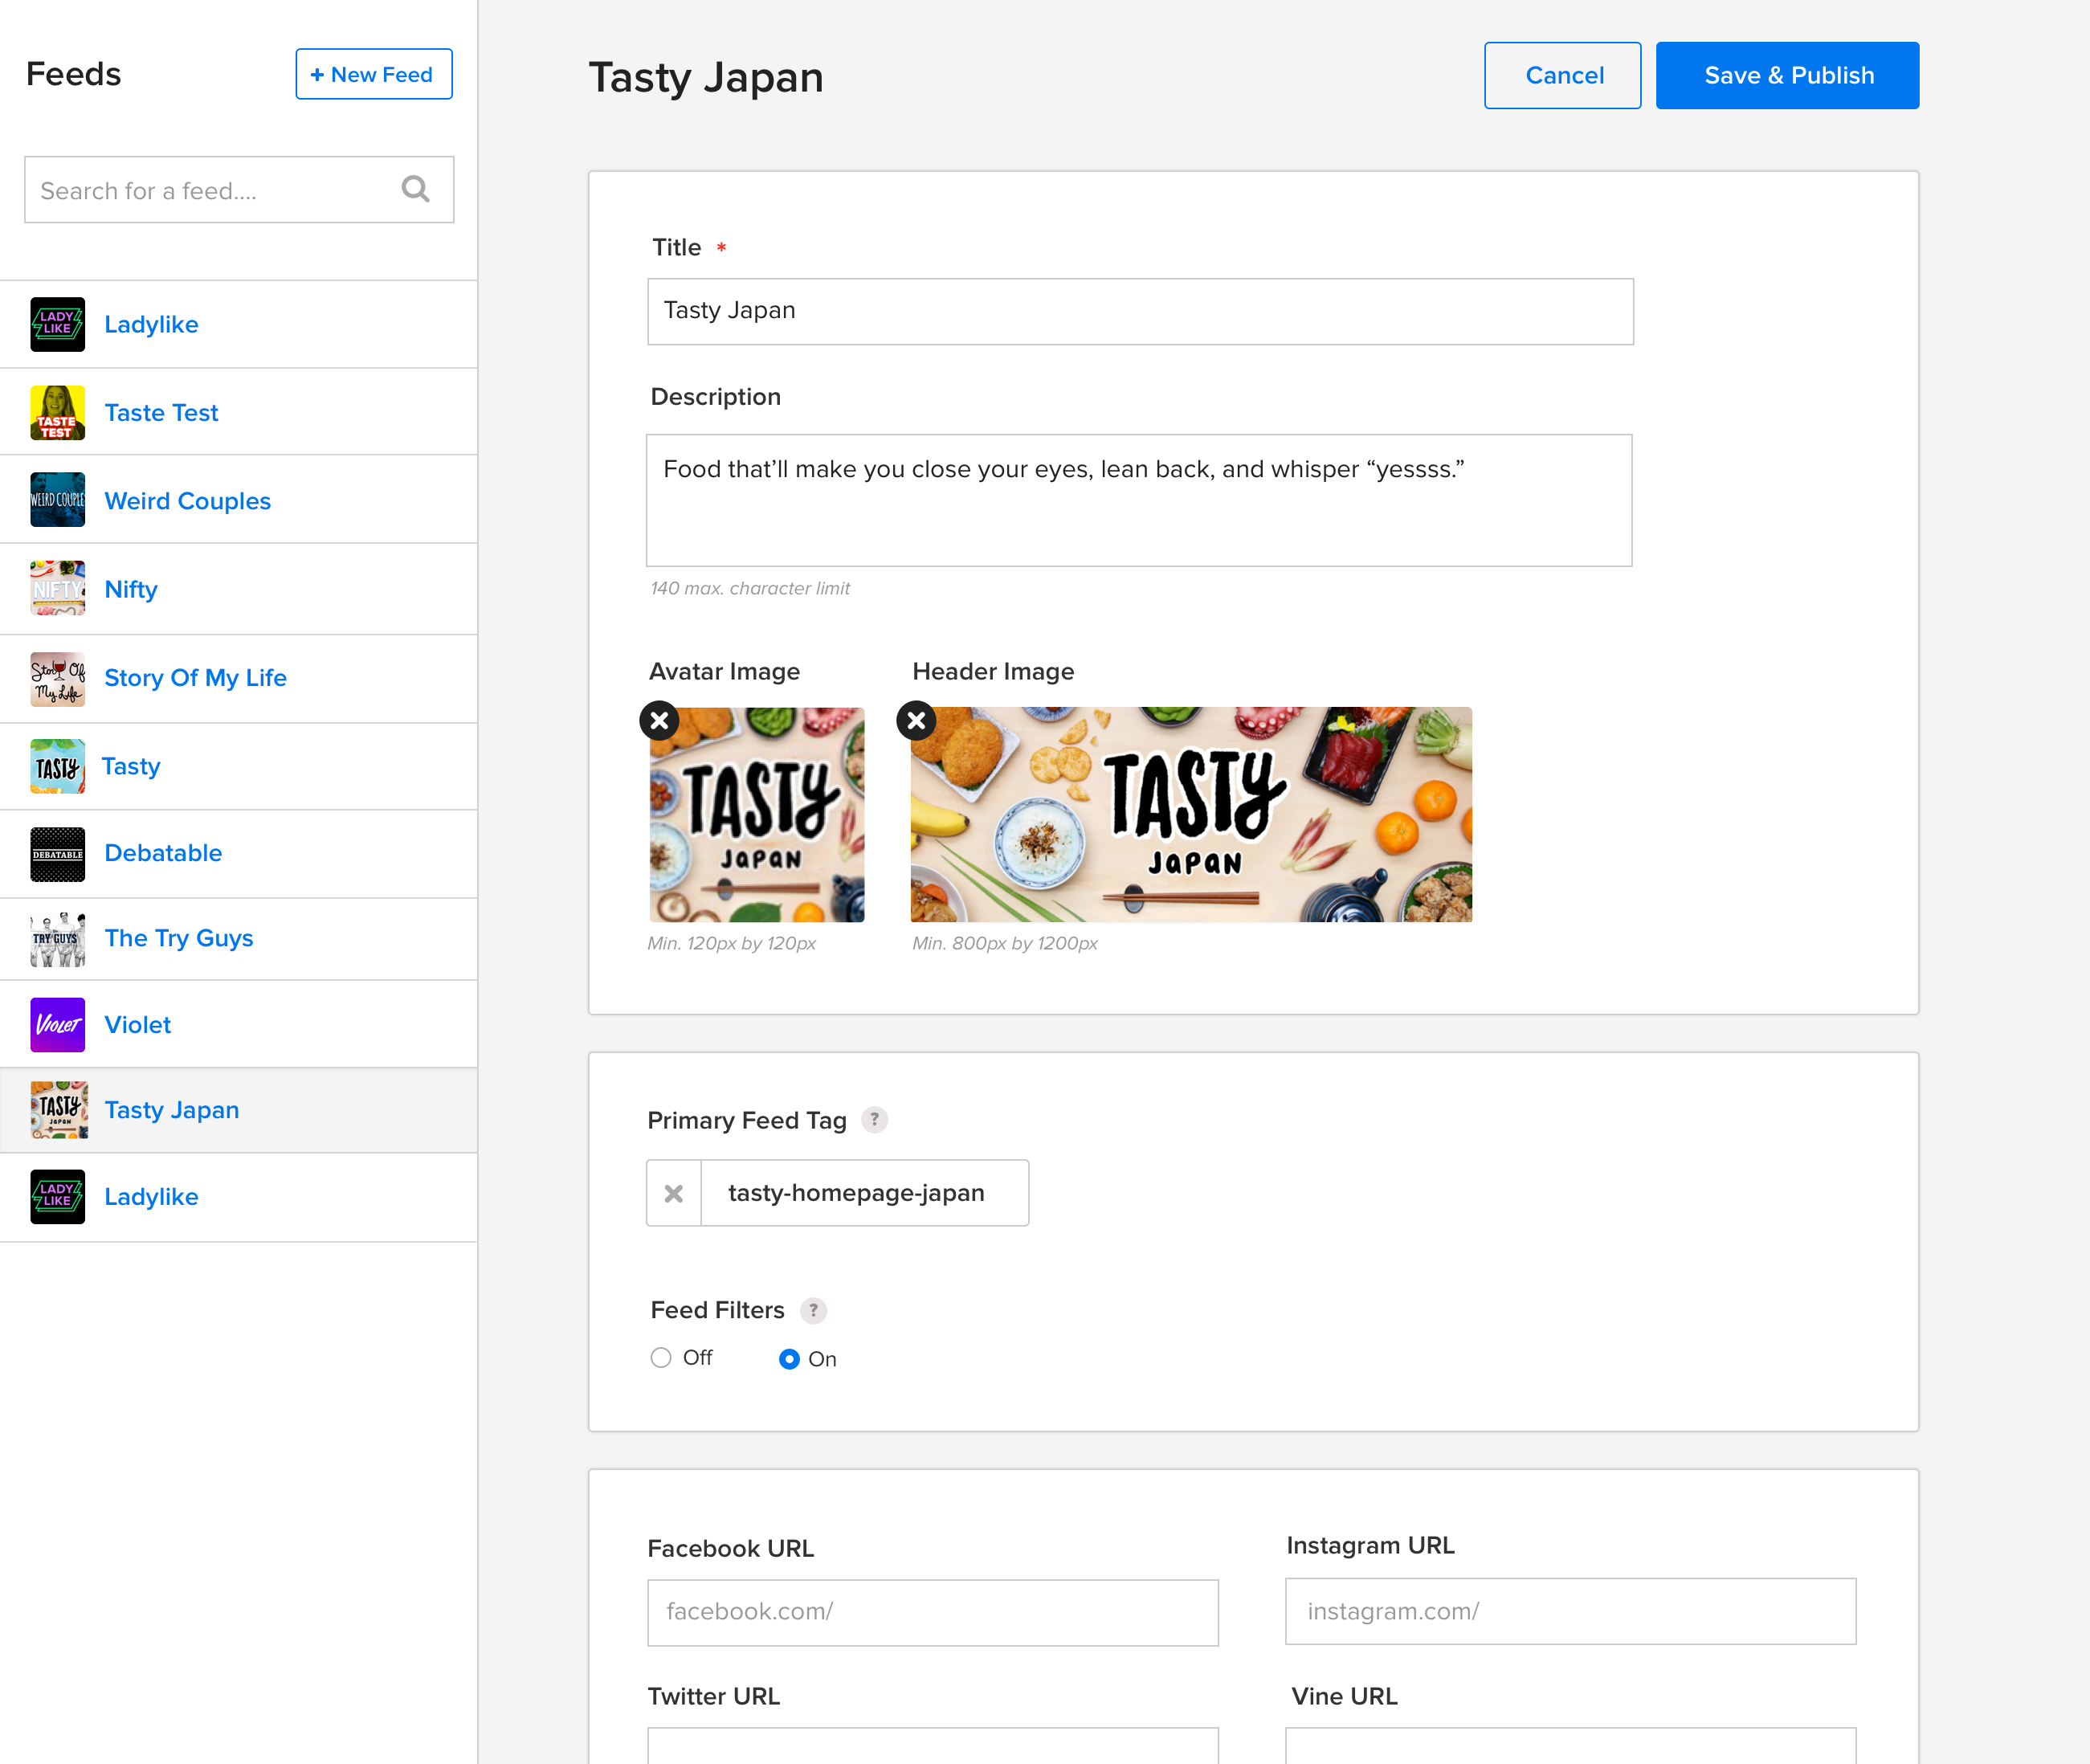 Feeds
+ New Feed
Search for a feed....
LADY
LIKE
Ladylike
TASTE
TEST
Taste Test
WEIRD COUPLE
Weird Couples
NIFTY
Nifty
Story Of
My Life
Story Of My Life
TASTY
Tasty
DEBATABLE
Debatable
TRY GUYS
The Try Guys
VIOLET
Violet
TASTY
JAPAN
Tasty Japan
LADY
LIKE
Ladylike
Tasty Japan
Cancel
Save & Publish
Title *
Tasty Japan
Description
Food that’ll make you close your eyes, lean back, and whisper “yessss.”
140 max. character limit
Avatar Image
Header Image
TASTY
JAPAN
TASTY
JAPAN
Min. 120px by 120px
Min. 800px by 1200px
Primary Feed Tag ?
tasty-homepage-japan
Feed Filters ?
Off
On
Facebook URL
Instagram URL
facebook.com/
instagram.com/
Twitter URL
Vine URL